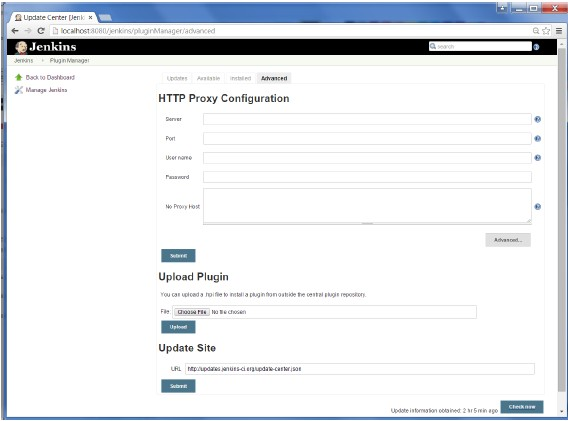 Update Center [Jenki
localhost:8080/jenkins/pluginManager/advanced
Jenkins
search
Jenkins
Plugin Manager
Back to Dashboard
Manage Jenkins
Updates Available Installed Advanced
HTTP Proxy Configuration
Server
Port
User name
Password
No Proxy Host
Advanced...
Submit
Upload Plugin
You can upload a .hpi file to install a plugin from outside the central plugin repository.
File: Choose File No file chosen
Upload
Update Site
URL http://updates.jenkins-ci.org/update-center.json
Submit
Update information obtained: 2 hr 5 min ago Check now